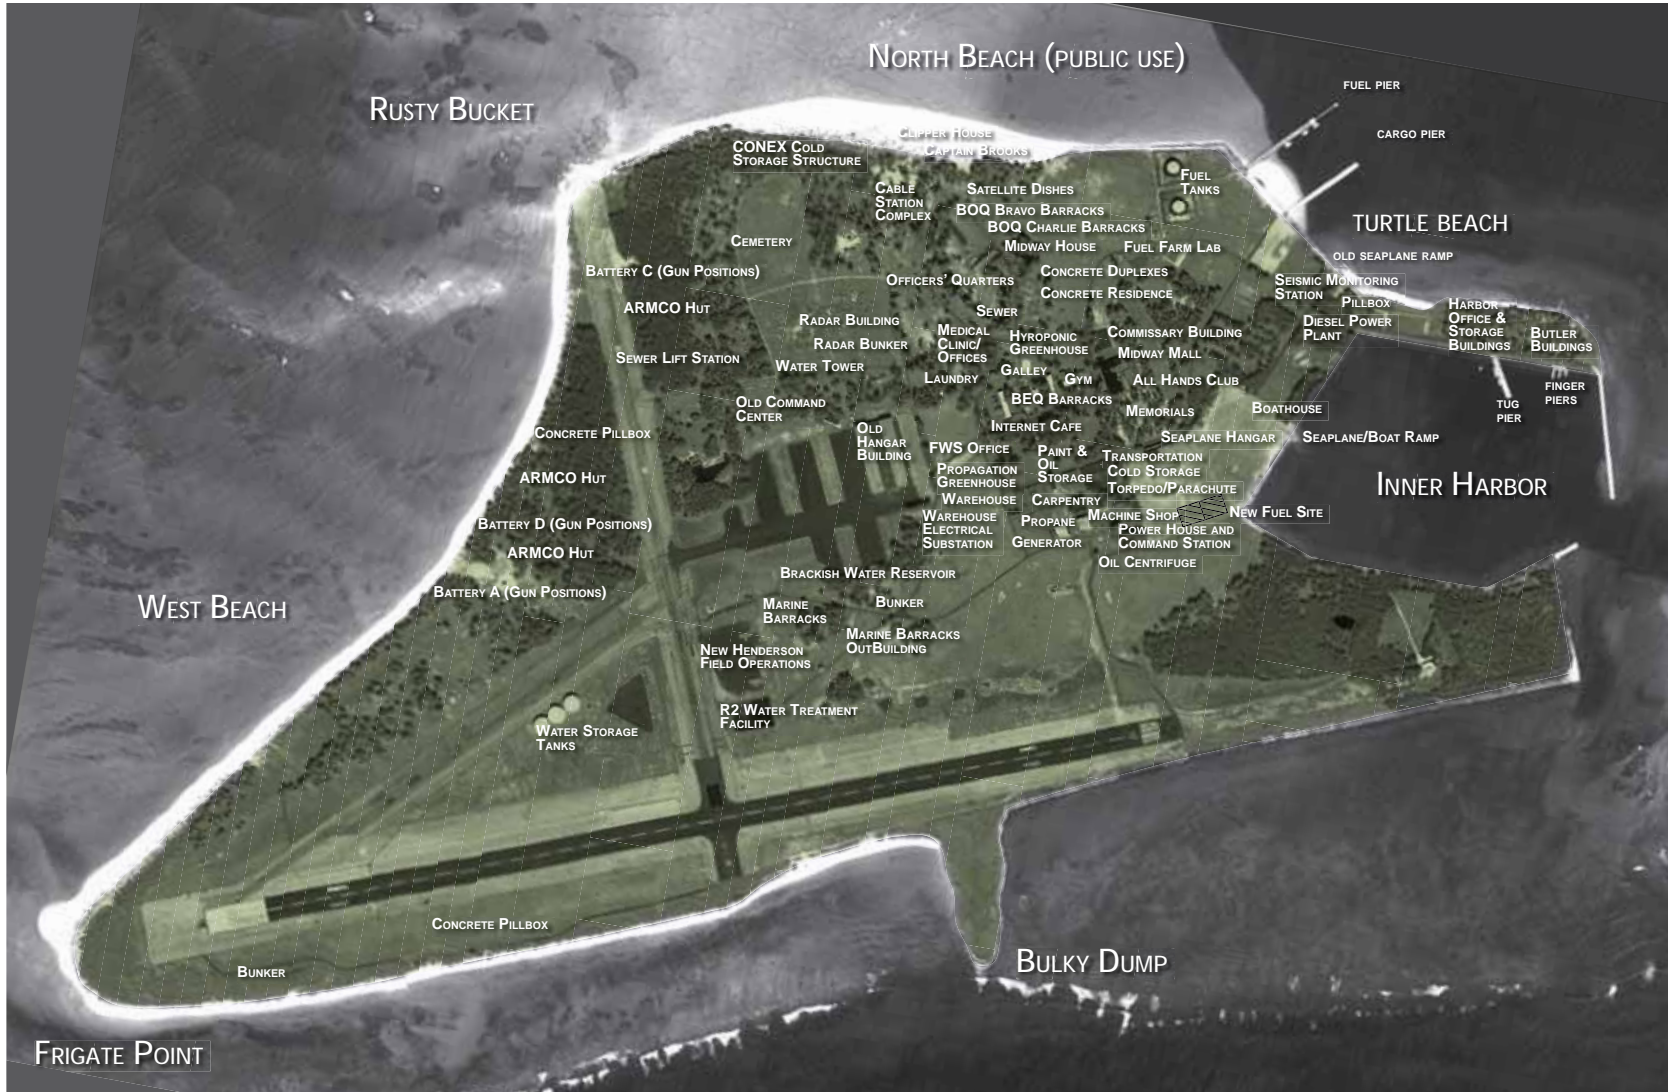 North Beach (public use)
Rusty Bucket
Fuel Pier
Cargo Pier
Clipper House
Captain Brooks
CONEX Cold
Storage Structure
Fuel
Tanks
Cable
Station
Complex
Satellite Dishes
BOQ Bravo Barracks
BOQ Charlie Barracks
Turtle Beach
Cemetery
Midway House
Fuel Farm Lab
Old Seaplane Ramp
Battery C (Gun Positions)
Officers' Quarters
Concrete Duplexes
Concrete Residence
Seismic Monitoring
Station
Pillbox
ARMCO Hut
Sewer
Harbor
Office &
Storage
Buildings
Butler
Buildings
Radar Building
Radar Bunker
Medical
Clinic/
Offices
Hyroponic
Greenhouse
Commissary Building
Midway Mall
Diesel Power
Plant
Sewer Lift Station
Water Tower
Laundry
Galley
Gym
All Hands Club
Finger
Piers
Tug
Pier
Old Command
Center
BEQ Barracks
Memorials
Boathouse
Concrete Pillbox
Old
Hangar
Building
Internet Cafe
Seaplane Hangar
Seaplane/Boat Ramp
FWS Office
Paint &
Oil
Storage
Transportation
Cold Storage
Propagation
Greenhouse
ARMCO Hut
Torpedo/Parachute
Inner Harbor
Warehouse
Carpentry
Battery D (Gun Positions)
Warehouse
Electrical
Substation
Propane
Machine Shop
New Fuel Site
Power House and
Command Station
Generator
ARMCO Hut
Oil Centrifuge
Brackish Water Reservoir
Battery A (Gun Positions)
West Beach
Marine
Barracks
Bunker
Marine Barracks
OutBuilding
New Henderson
Field Operations
R2 Water Treatment
Facility
Water Storage
Tanks
Concrete Pillbox
Bunker
Bulky Dump
Frigate Point